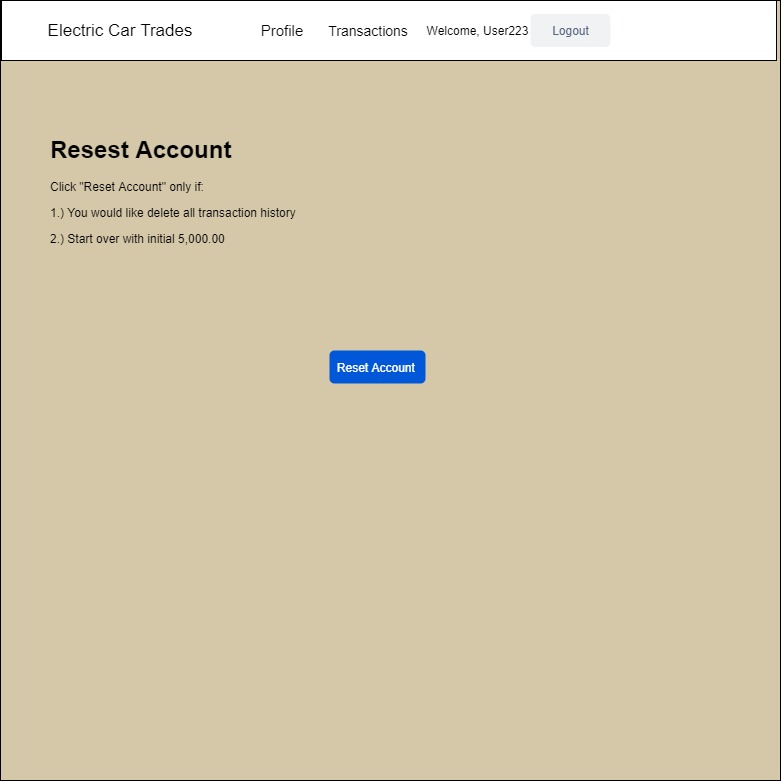 Electric Car Trades Profile Transactions Welcome, User223 Logout
Resest Account
Click "Reset Account" only if:
1.) You would like delete all transaction history
2.) Start over with initial 5,000.00
Reset Account